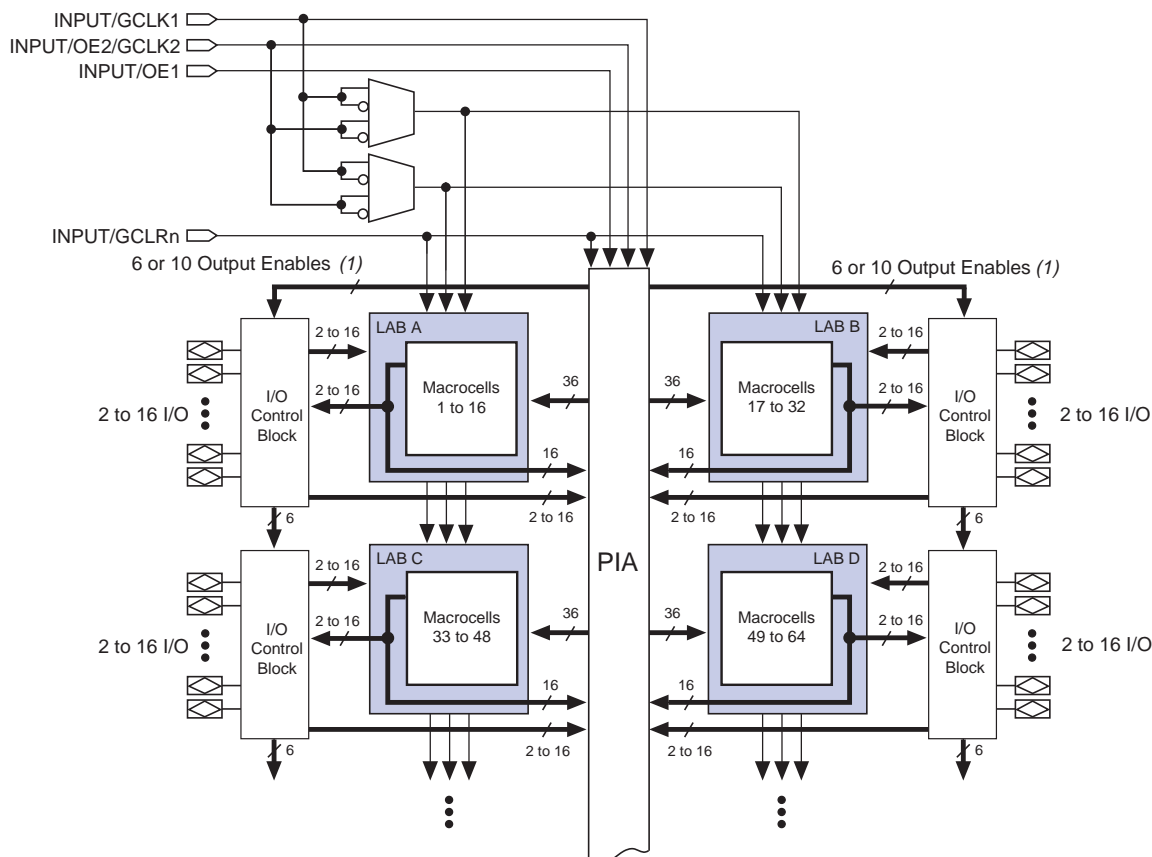 INPUT/GCLK1
INPUT/OE2/GCLK2
INPUT/OE1
INPUT/GCLRn
6 or 10 Output Enables (1)
6 or 10 Output Enables (1)
2 to 16 I/O
I/O
Control
Block
2 to 16
2 to 16
LAB A
Macrocells
1 to 16
36
16
2 to 16
6
PIA
LAB B
Macrocells
17 to 32
36
16
2 to 16
2 to 16
2 to 16
I/O
Control
Block
6
2 to 16 I/O
2 to 16 I/O
I/O
Control
Block
2 to 16
2 to 16
LAB C
Macrocells
33 to 48
36
16
2 to 16
6
LAB D
Macrocells
49 to 64
36
16
2 to 16
2 to 16
2 to 16
I/O
Control
Block
6
2 to 16 I/O